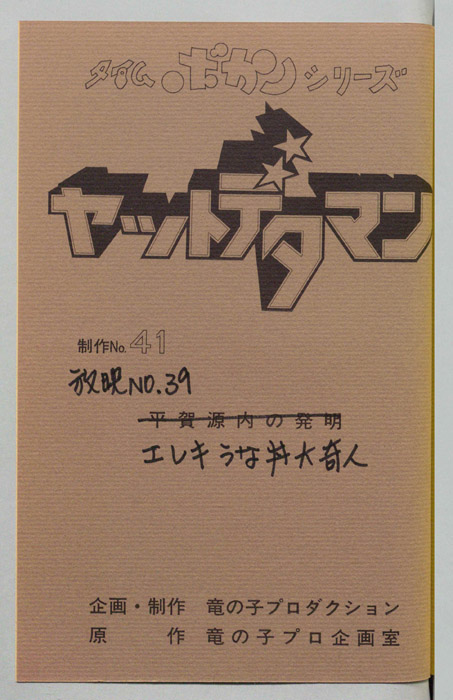 タイムボカンシリーズ
ヤットデタマン
制作No.41
放映NO.39
平賀源内の発明
エレキうな丼大奇人
企画・制作 竜の子プロダクション
原作 竜の子プロ企画室